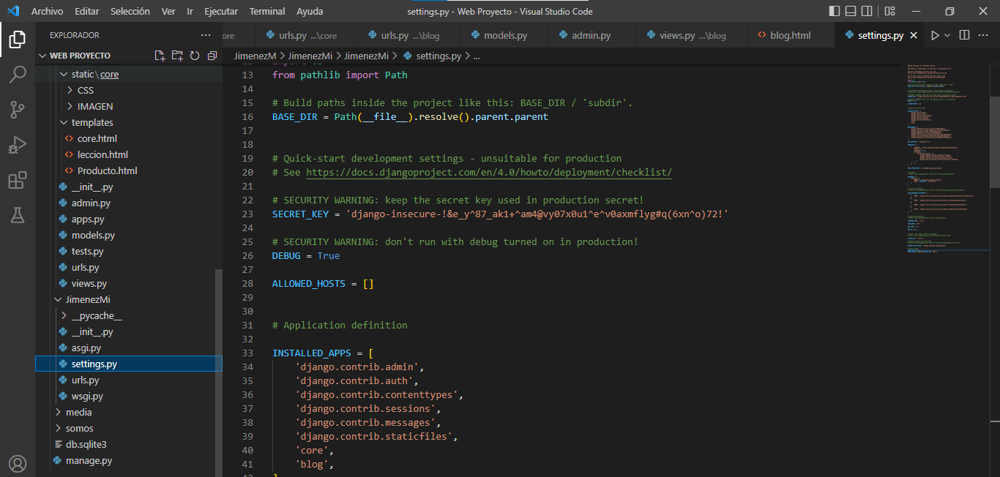 Archivo Editar Selección Ver Ir Ejecutar Terminal Ayuda
settings.py - Web Proyecto - Visual Studio Code
EXPLORADOR
WEB PROYECTO
static\core
CSS
IMAGEN
templates
core.html
leccion.html
Producto.html
__init__.py
admin.py
apps.py
models.py
tests.py
urls.py
views.py
JimenezMi
__pycache__
__init__.py
asgi.py
settings.py
urls.py
wsgi.py
media
somos
db.sqlite3
manage.py
ore urls.py ...\core urls.py ...\blog models.py admin.py views.py ...\blog blog.html settings.py
JimenezM > JimenezMi > JimenezMi > settings.py > ...
13 from pathlib import Path
14
15 # Build paths inside the project like this: BASE_DIR / 'subdir'.
16 BASE_DIR = Path(__file__).resolve().parent.parent
17
18
19 # Quick-start development settings - unsuitable for production
20 # See https://docs.djangoproject.com/en/4.0/howto/deployment/checklist/
21
22 # SECURITY WARNING: keep the secret key used in production secret!
23 SECRET_KEY = 'django-insecure-!&e_y^87_ak1+^am4@vy07x0u1^e^v0axmflyg#q(6xn^o)72!'
24
25 # SECURITY WARNING: don't run with debug turned on in production!
26 DEBUG = True
27
28 ALLOWED_HOSTS = []
29
30
31 # Application definition
32
33 INSTALLED_APPS = [
34 'django.contrib.admin',
35 'django.contrib.auth',
36 'django.contrib.contenttypes',
37 'django.contrib.sessions',
38 'django.contrib.messages',
39 'django.contrib.staticfiles',
40 'core',
41 'blog',